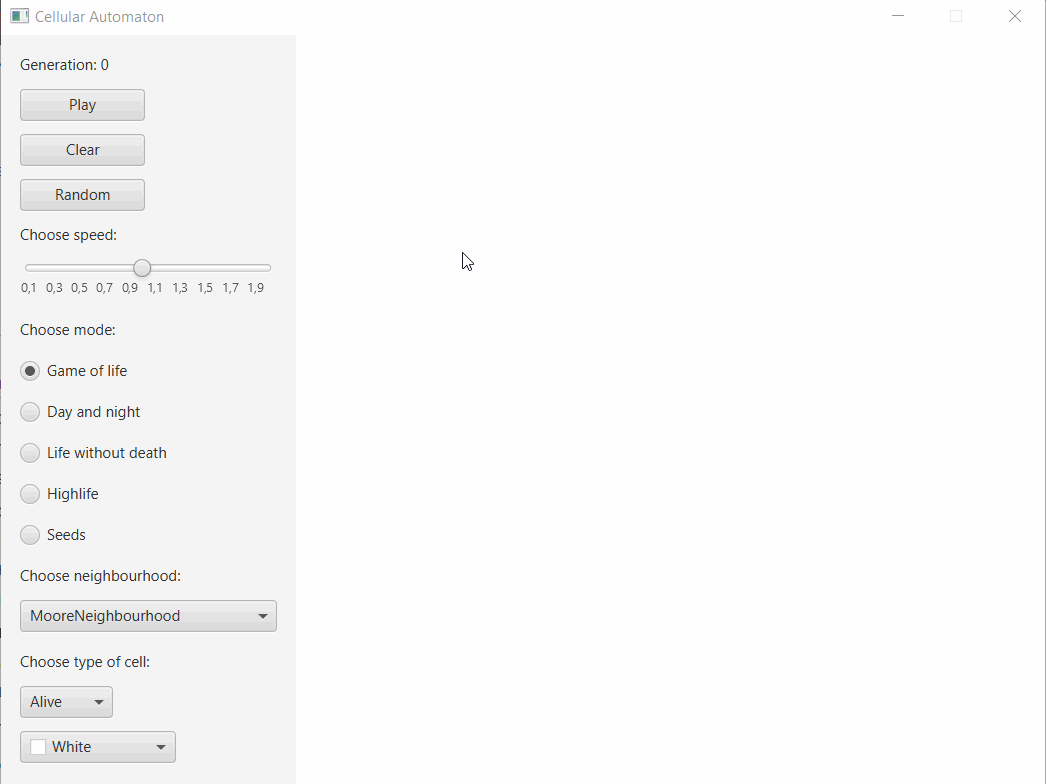 Cellular Automaton
Generation: 0
Play
Clear
Random
Choose speed:
0,1 0,3 0,5 0,7 0,9 1,1 1,3 1,5 1,7 1,9
Choose mode:
Game of life
Day and night
Life without death
Highlife
Seeds
Choose neighbourhood:
MooreNeighbourhood
Choose type of cell:
Alive
White